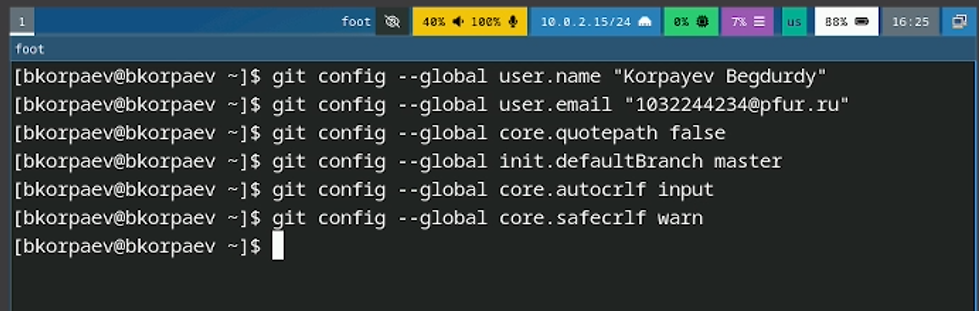 1 foot 40% 100% 10.0.2.15/24 0% 7% us 88% 16:25
foot
[bkorpaev@bkorpaev ~]$ git config --global user.name "Korpayev Begdurdy"
[bkorpaev@bkorpaev ~]$ git config --global user.email "1032244234@pfur.ru"
[bkorpaev@bkorpaev ~]$ git config --global core.quotepath false
[bkorpaev@bkorpaev ~]$ git config --global init.defaultBranch master
[bkorpaev@bkorpaev ~]$ git config --global core.autocrlf input
[bkorpaev@bkorpaev ~]$ git config --global core.safecrlf warn
[bkorpaev@bkorpaev ~]$